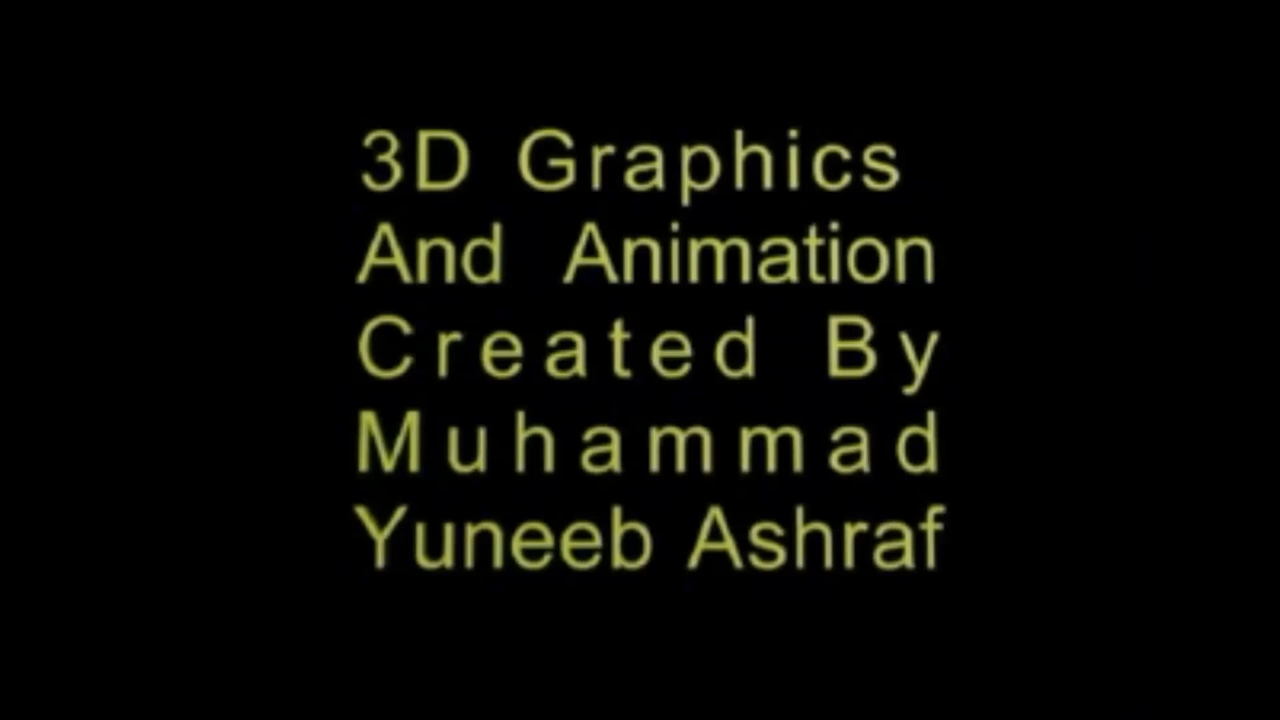 3D Graphics
And Animation
Created By
Muhammad
Yuneeb Ashraf